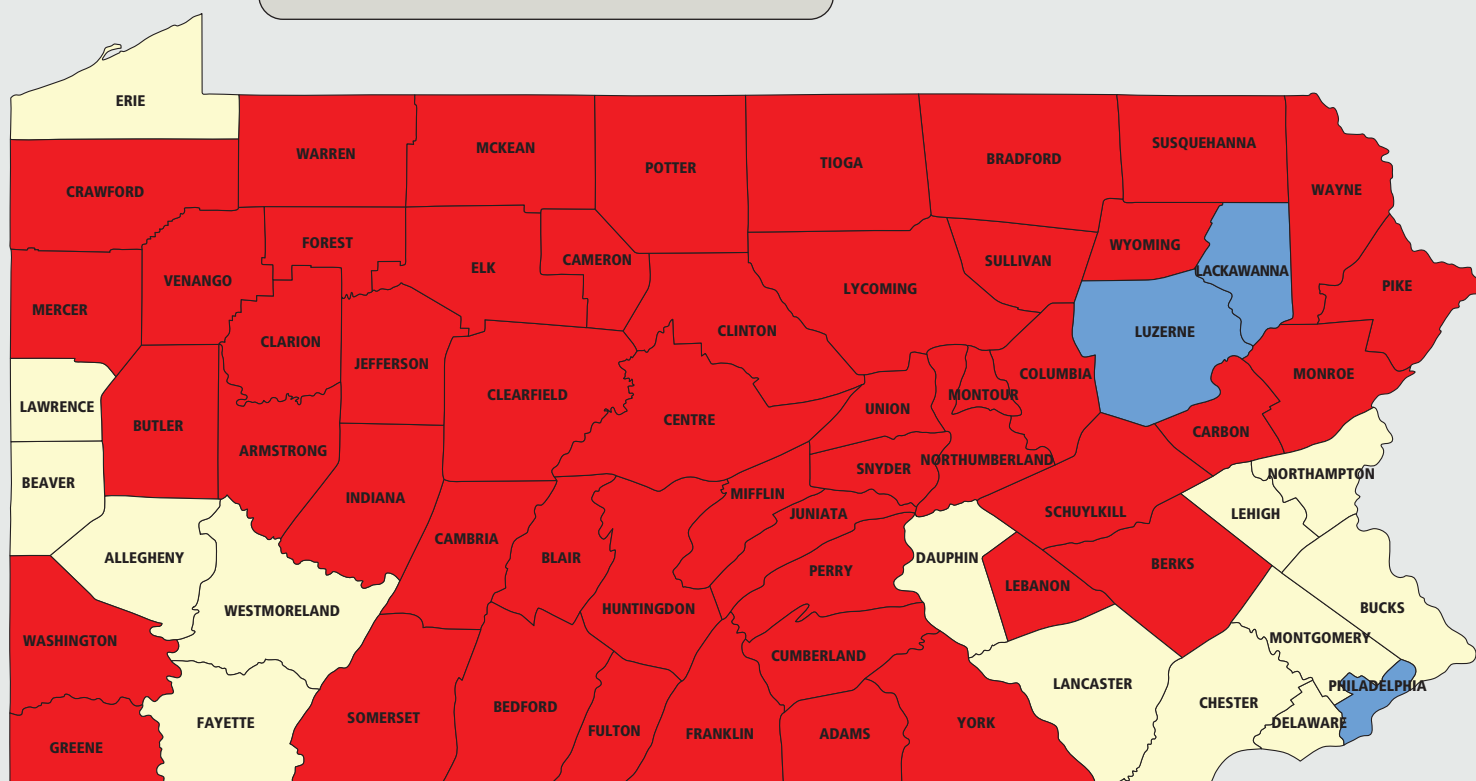 ERIE
WARREN
MCKEAN
POTTER
TIOGA
BRADFORD
SUSQUEHANNA
WAYNE
CRAWFORD
FOREST
VENANGO
ELK
CAMERON
LYCOMING
SULLIVAN
WYOMING
LACKAWANNA
PIKE
MERCER
CLARION
JEFFERSON
CLINTON
LUZERNE
COLUMBIA
MONROE
LAWRENCE
BUTLER
CLEARFIELD
CENTRE
UNION
MONTOUR
CARBON
ARMSTRONG
BEAVER
INDIANA
MIFFLIN
SNYDER
NORTHUMBERLAND
NORTHAMPTON
JUNIATA
SCHUYLKILL
LEHIGH
ALLEGHENY
CAMBRIA
BLAIR
PERRY
DAUPHIN
LEBANON
BERKS
WESTMORELAND
HUNTINGDON
BUCKS
WASHINGTON
CUMBERLAND
MONTGOMERY
LANCASTER
PHILADELPHIA
FAYETTE
SOMERSET
BEDFORD
FULTON
FRANKLIN
ADAMS
YORK
CHESTER
DELAWARE
GREENE